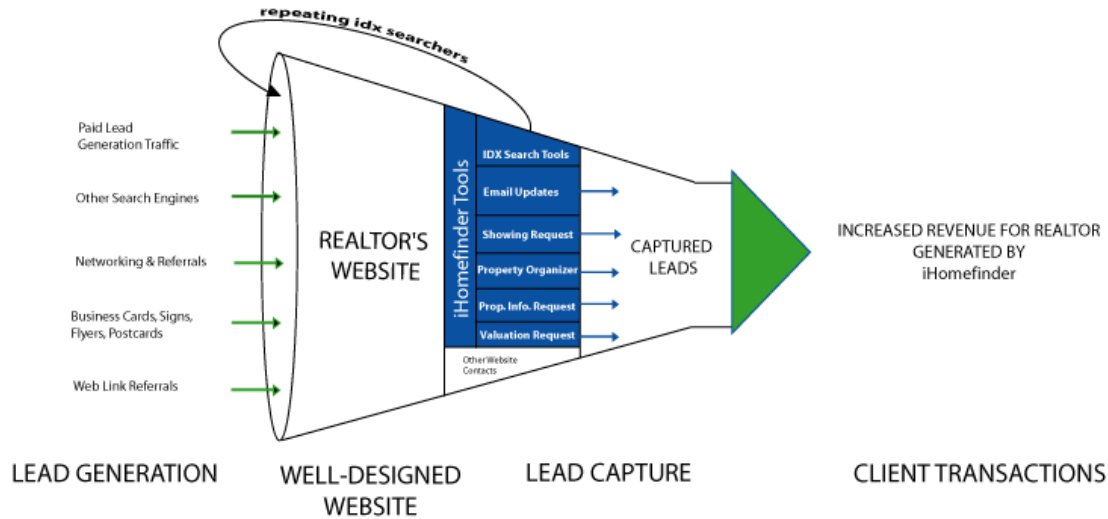 repeating idx searchers
Paid Lead
Generation Traffic
Other Search Engines
Networking & Referrals
Business Cards, Signs,
Flyers, Postcards
Web Link Referrals
REALTOR'S
WEBSITE
iHomefinder Tools
IDX Search Tools
Email Updates
Showing Request
Property Organizer
Prop. Info. Request
Valuation Request
Other Website
Contacts
CAPTURED
LEADS
INCREASED REVENUE FOR REALTOR
GENERATED BY
iHomefinder
LEAD GENERATION
WELL-DESIGNED
WEBSITE
LEAD CAPTURE
CLIENT TRANSACTIONS